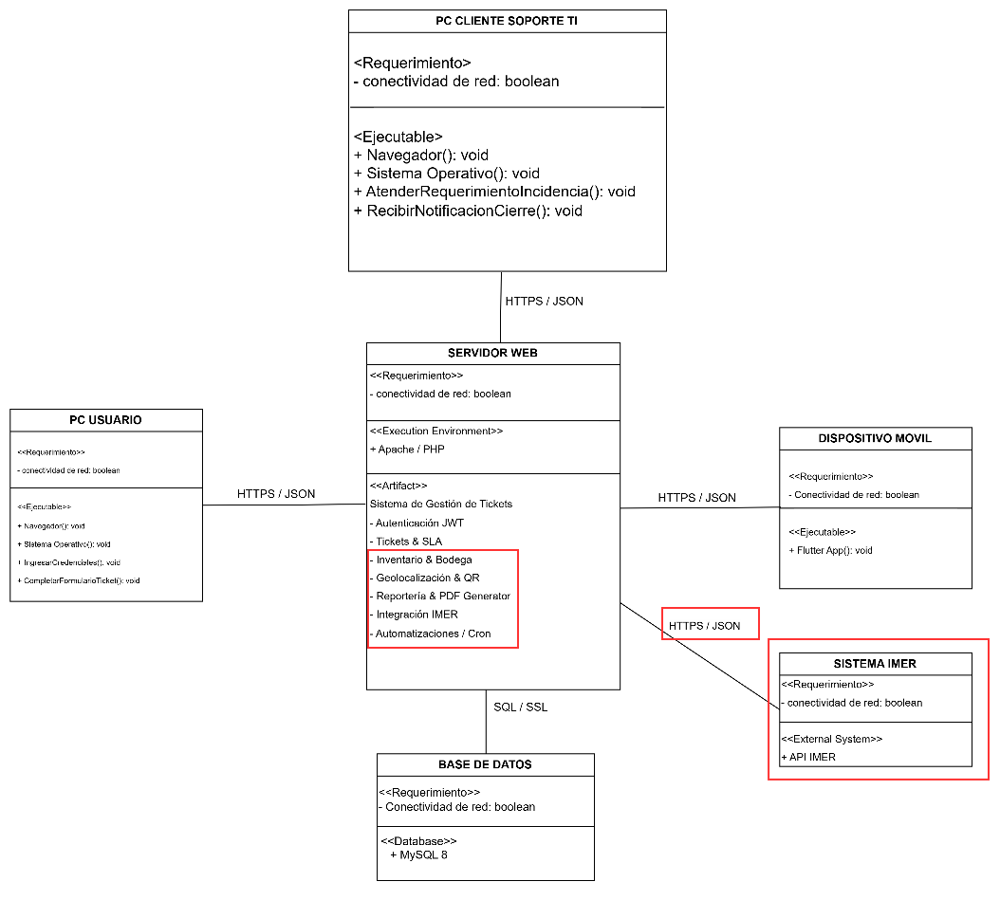 PC CLIENTE SOPORTE TI
<Requerimiento>
- conectividad de red: boolean
<Ejecutable>
+ Navegador(): void
+ Sistema Operativo(): void
+ AtenderRequerimientoIncidencia(): void
+ RecibirNotificacionCierre(): void
HTTPS / JSON
SERVIDOR WEB
<<Requerimiento>>
- conectividad de red: boolean
<<Execution Environment>>
+ Apache / PHP
<<Artifact>>
Sistema de Gestión de Tickets
- Autenticación JWT
- Tickets & SLA
- Inventario & Bodega
- Geolocalización & QR
- Reportería & PDF Generator
- Integración IMER
- Automatizaciones / Cron
PC USUARIO
<<Requerimiento>>
- conectividad de red: boolean
<<Ejecutable>>
+ Navegador(): void
+ Sistema Operativo(): void
+ IngresarCredenciales(): void
+ CompletarFormularioTicket(): void
HTTPS / JSON
HTTPS / JSON
DISPOSITIVO MOVIL
<<Requerimiento>>
- Conectividad de red: boolean
<<Ejecutable>>
+ Flutter App(): void
HTTPS / JSON
SISTEMA IMER
<<Requerimiento>>
- conectividad de red: boolean
<<External System>>
+ API IMER
SQL / SSL
BASE DE DATOS
<<Requerimiento>>
- Conectividad de red: boolean
<<Database>>
+ MySQL 8